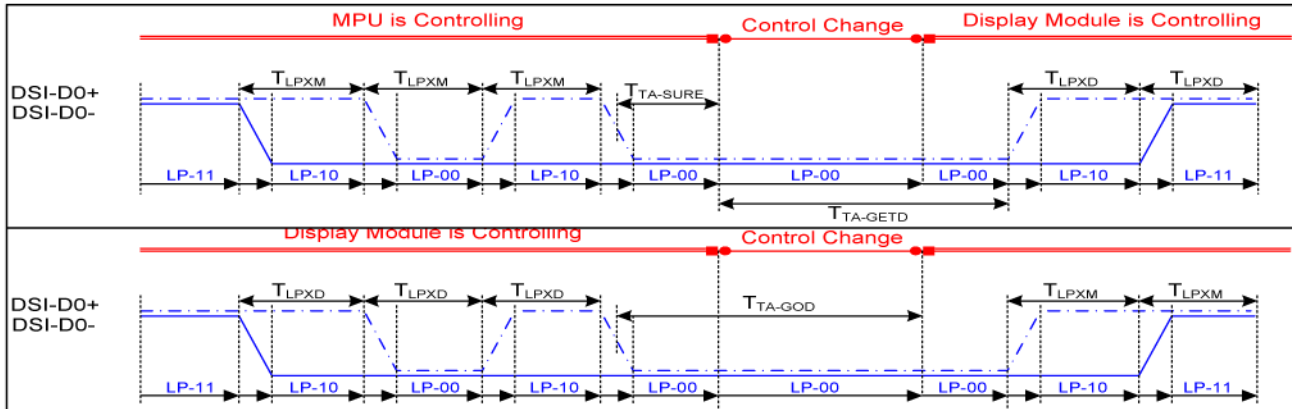 MPU is Controlling Control Change Display Module is Controlling
TLPXM TLPXM TLPXM TLPXD TLPXD
TTA-SURE
DSI-D0+
DSI-D0-
LP-11 LP-10 LP-00 LP-10 LP-00 LP-00 LP-00 LP-10 LP-11
TTA-GETD
Display Module is Controlling Control Change
TLPXD TLPXD TLPXD TLPXM TLPXM
TTA-GOD
DSI-D0+
DSI-D0-
LP-11 LP-10 LP-00 LP-10 LP-00 LP-00 LP-00 LP-10 LP-11